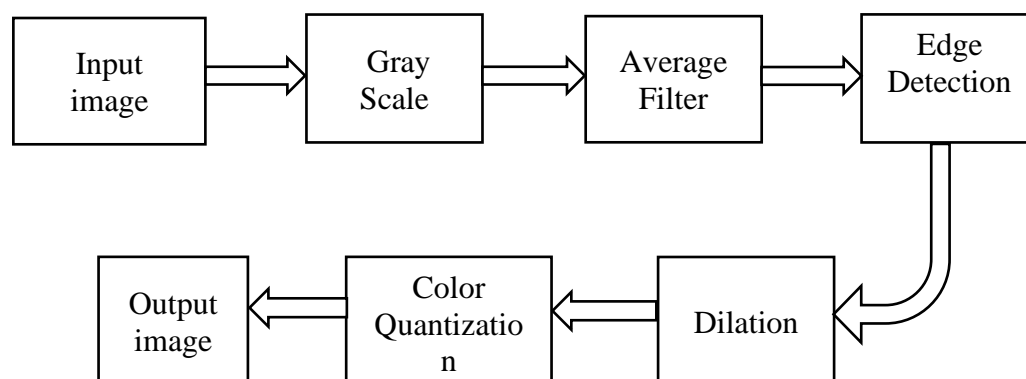 Input
image
Gray
Scale
Average
Filter
Edge
Detection
Dilation
Color
Quantizatio
n
Output
image